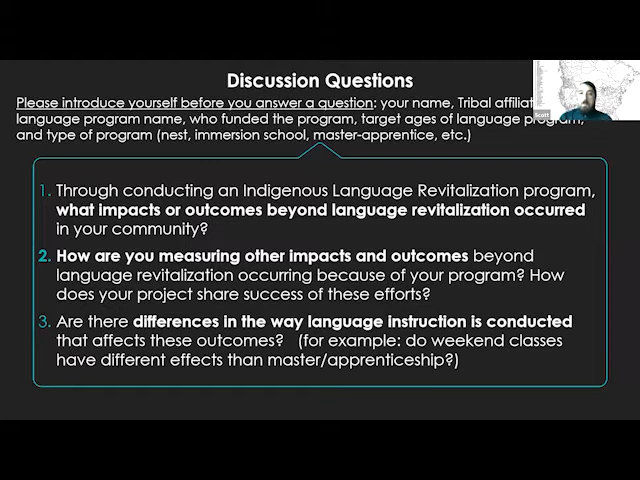 Discussion Questions
Please introduce yourself before you answer a question: your name, Tribal
language program name, who funded the program, target ages of language program,
and type of program (nest, immersion school, master-apprentice, etc.)
1. Through conducting an Indigenous Language Revitalization program,
what impacts or outcomes beyond language revitalization occurred
in your community?
2. How are you measuring other impacts and outcomes beyond
language revitalization occurring because of your program? How
does your project share success of these efforts?
3. Are there differences in the way language instruction is conducted
that affects these outcomes? (for example: do weekend classes
have different effects than master/apprenticeship?)
Scott